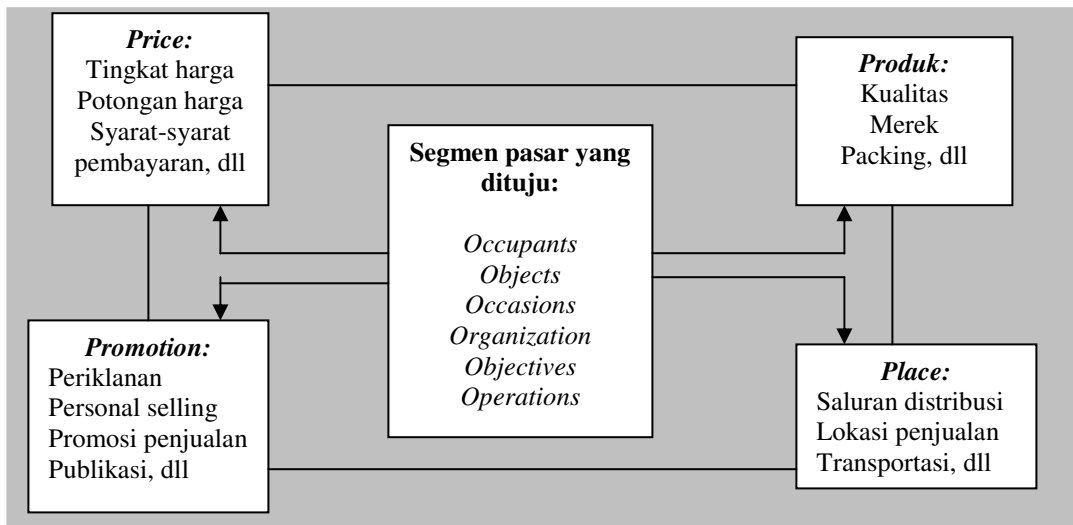 Price:
Tingkat harga
Potongan harga
Syarat-syarat
pembayaran, dll
Produk:
Kualitas
Merek
Packing, dll
Segmen pasar yang
dituju:
Occupants
Objects
Occasions
Organization
Objectives
Operations
Promotion:
Periklanan
Personal selling
Promosi penjualan
Publikasi, dll
Place:
Saluran distribusi
Lokasi penjualan
Transportasi, dll